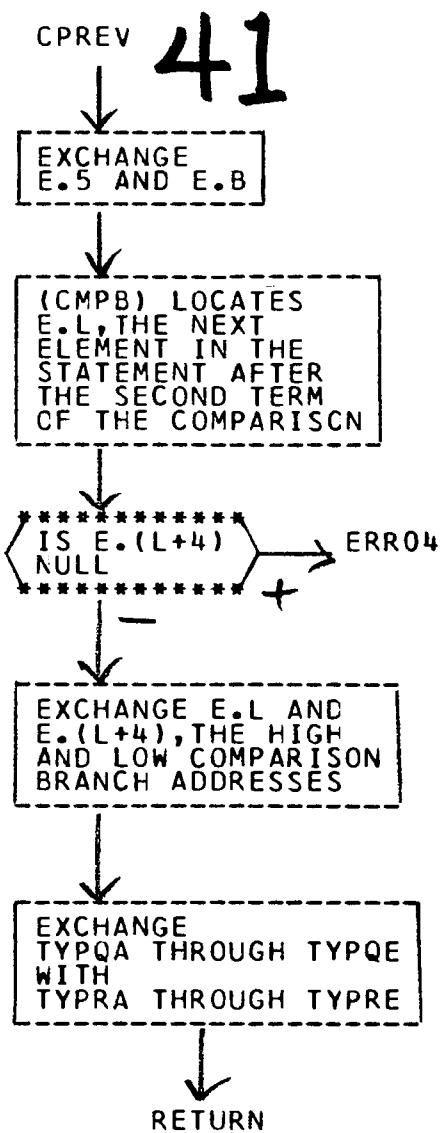 CPREV 41
EXCHANGE
E.5 AND E.B
(CMPB) LOCATES
E.L,THE NEXT
ELEMENT IN THE
STATEMENT AFTER
THE SECOND TERM
CF THE COMPARISCN
IS E.(L+4)
NULL
ERR04
+
-
EXCHANGE E.L AND
E.(L+4),THE HIGH
AND LOW COMPARISON
BRANCH ADDRESSES
EXCHANGE
TYPQA THROUGH TYPQE
WITH
TYPRA THROUGH TYPRE
RETURN